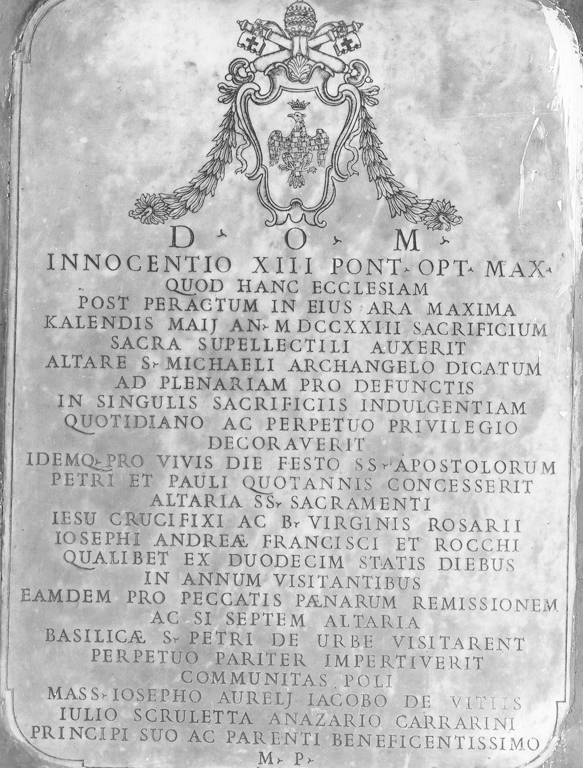 D · O · M ·
INNOCENTIO XIII PONT· OPT· MAX·
QUOD HANC ECCLESIAM
POST PERACTUM IN EIUS ARA MAXIMA
KALENDIS MAIJ AN· MDCCXXIII SACRIFICIUM
SACRA SUPELLECTILI AUXERIT
ALTARE S· MICHAELI ARCHANGELO DICATUM
AD PLENARIAM PRO DEFUNCTIS
IN SINGULIS SACRIFICIIS INDULGENTIAM
QUOTIDIANO AC PERPETUO PRIVILEGIO
DECORAVERIT
IDEMQ· PRO VIVIS DIE FESTO SS· APOSTOLORUM
PETRI ET PAULI QUOTANNIS CONCESSERIT
ALTARIA SS· SACRAMENTI
IESU CRUCIFIXI AC B· VIRGINIS ROSARII
IOSEPHI ANDREÆ FRANCISCI ET ROCCHI
QUALIBET EX DUODECIM STATIS DIEBUS
IN ANNUM VISITANTIBUS
EAMDEM PRO PECCATIS PÆNARUM REMISSIONEM
AC SI SEPTEM ALTARIA
BASILICÆ S· PETRI DE URBE VISITARENT
PERPETUO PARITER IMPERTIVERIT
COMMUNITAS POLI
MASS· IOSEPHO AURELJ IACOBO DE VITIIS
IULIO SCRULETTA ANAZARIO CARRARINI
PRINCIPI SUO AC PARENTI BENEFICENTISSIMO
M· P·